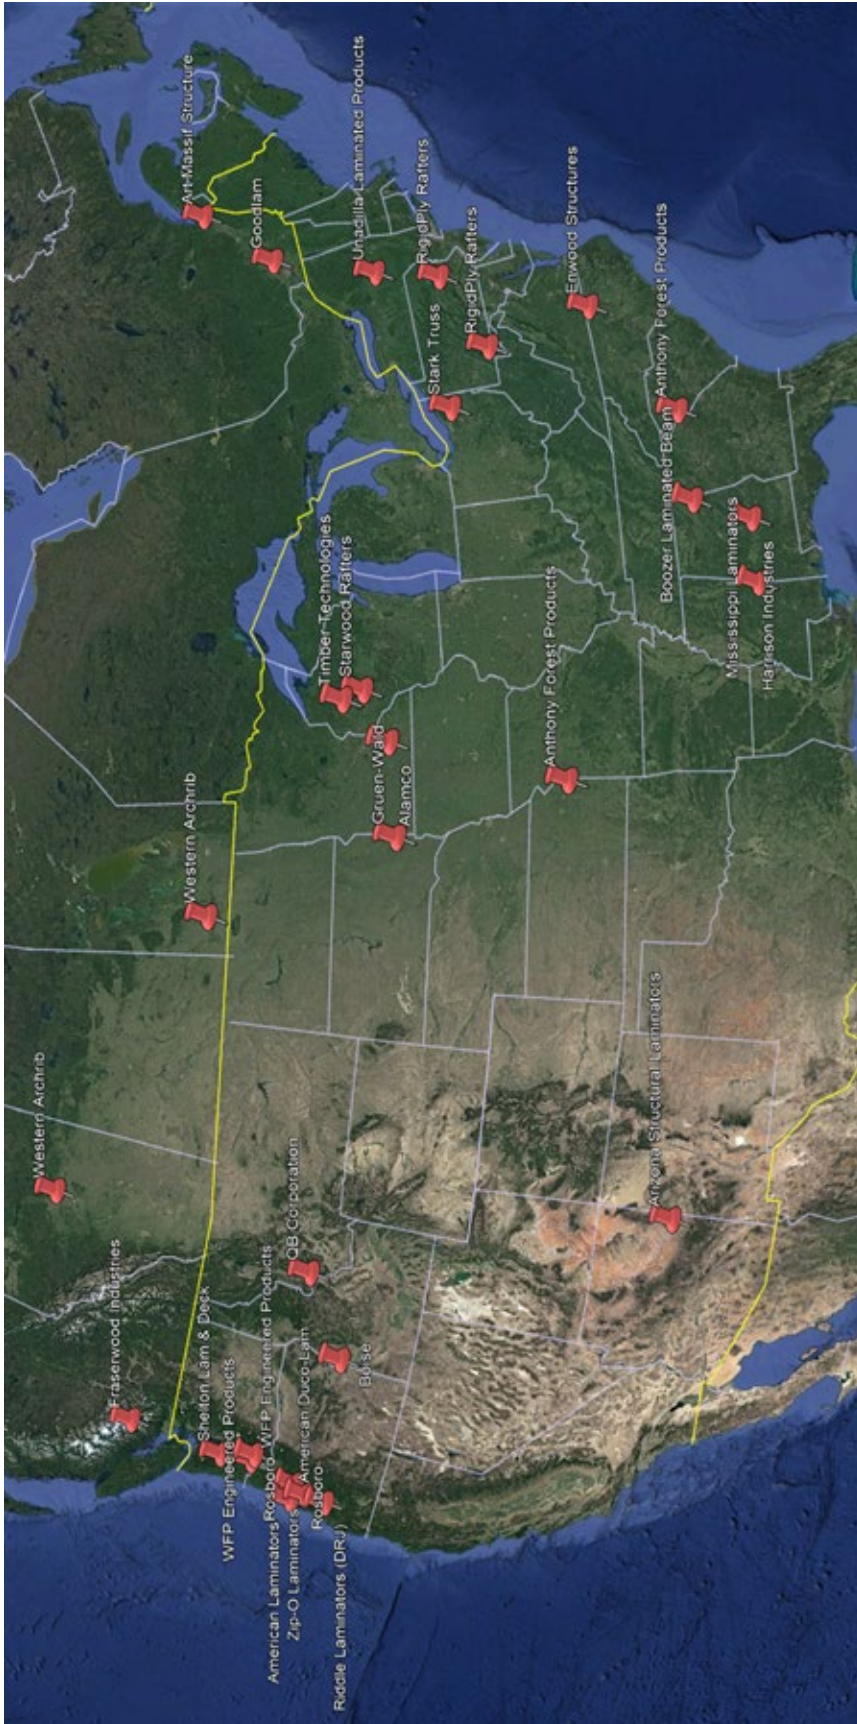 Western Archrib
Fraserwood Industries
Shelton Lam & Deck
WFP Engineered Products
WFP Engineered Products
American Laminators
Rosboro
Zip-O Laminators
American Duco-Lam
Rosboro
Riddle Laminators (DRJ)
QB Corporation
Boise
Arizona Structural Laminators
Western Archrib
Alamco
Gruen-Wald
Timber Technologies
Starwood Rafters
Anthony Forest Products
Art Massif Structure
Goodlam
Unadilla Laminated Products
RigidPly Rafters
RigidPly Rafters
Stark Truss
Enwood Structures
Anthony Forest Products
Boozer Laminated Beam
Mississippi Laminators
Harrison Industries